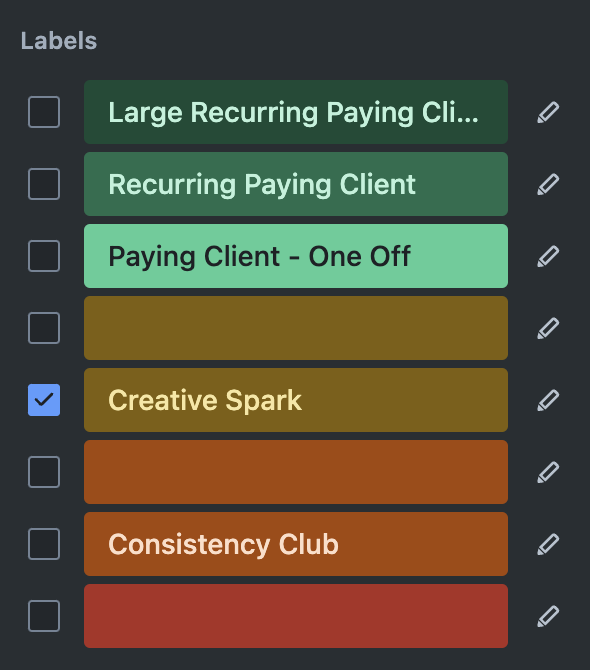 Labels
Large Recurring Paying Cli...
Recurring Paying Client
Paying Client - One Off
Creative Spark
Consistency Club